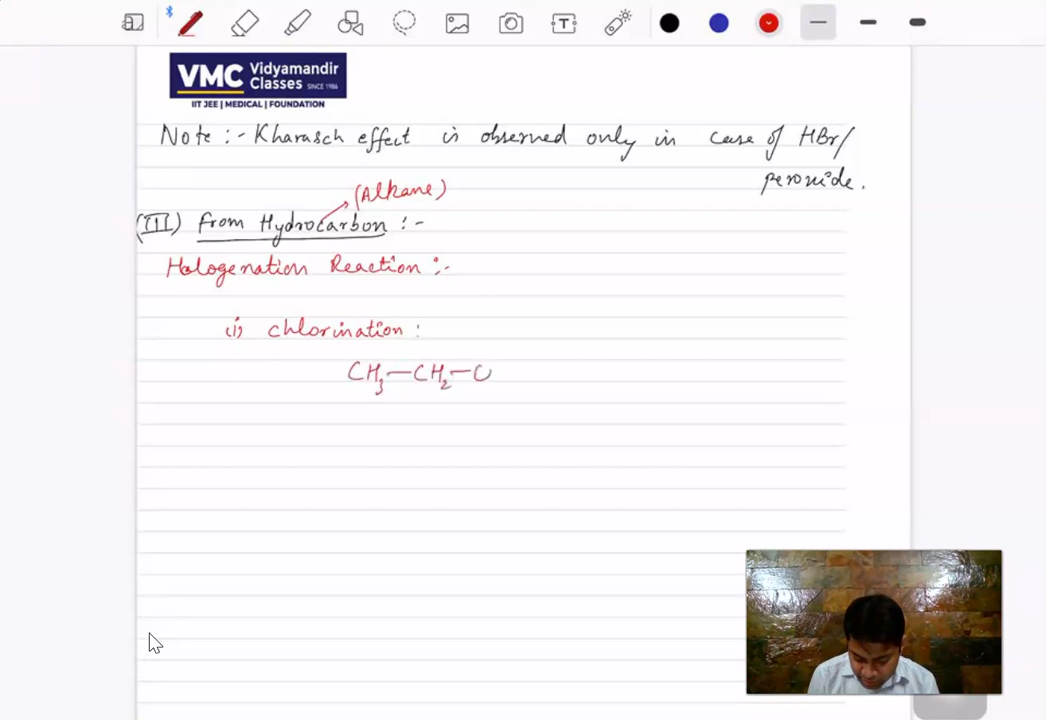 VMC Vidyamandir Classes SINCE 1986
IIT JEE | MEDICAL | FOUNDATION
Note :- Kharasch effect is observed only in case of HBr/
peroxide.
(Alkane)
(III) from Hydrocarbon :-
Halogenation Reaction :-
(i) chlorination :
CH3—CH2—C